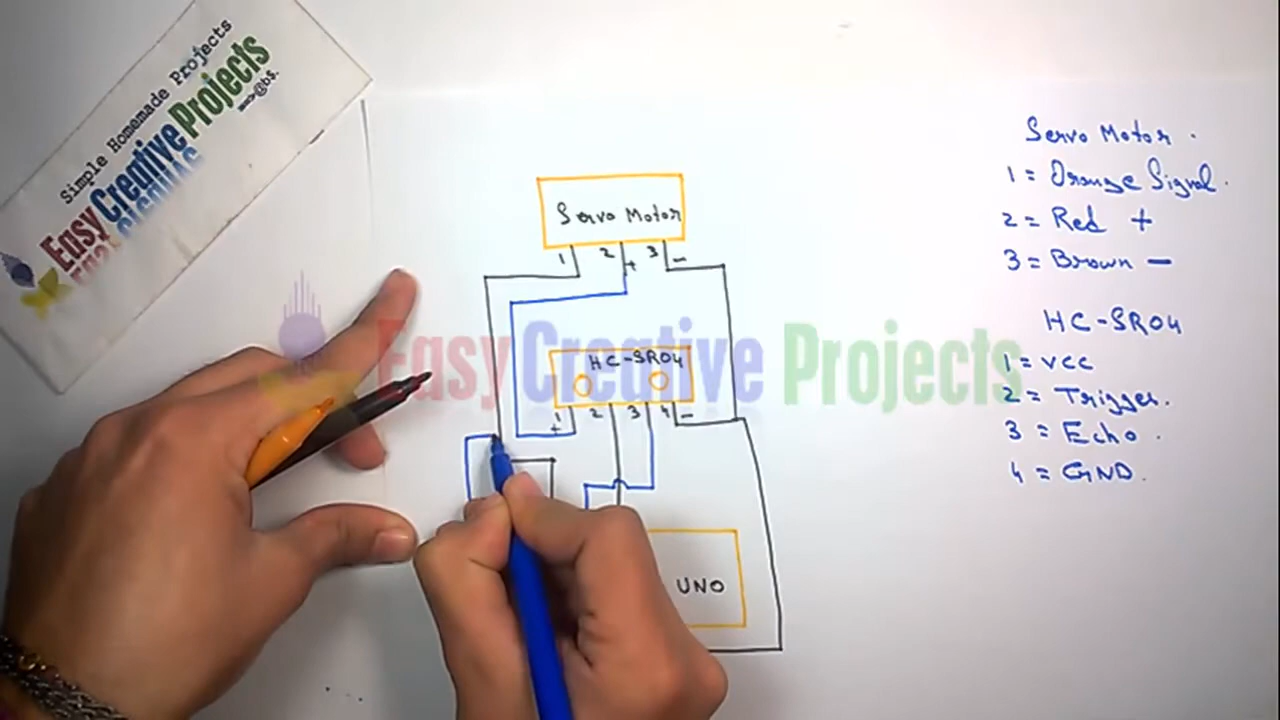 Simple Homemade Projects
Easy Creative Projects
Servo Motor
1 2 3 -
+
Easy Creative Projects
HC-SR04
1 2 3 4 -
+
UNO
Servo Motor.
1 = Orange Signal.
2 = Red +
3 = Brown -
HC-SR04
1 = VCC
2 = Trigger.
3 = Echo.
4 = GND.